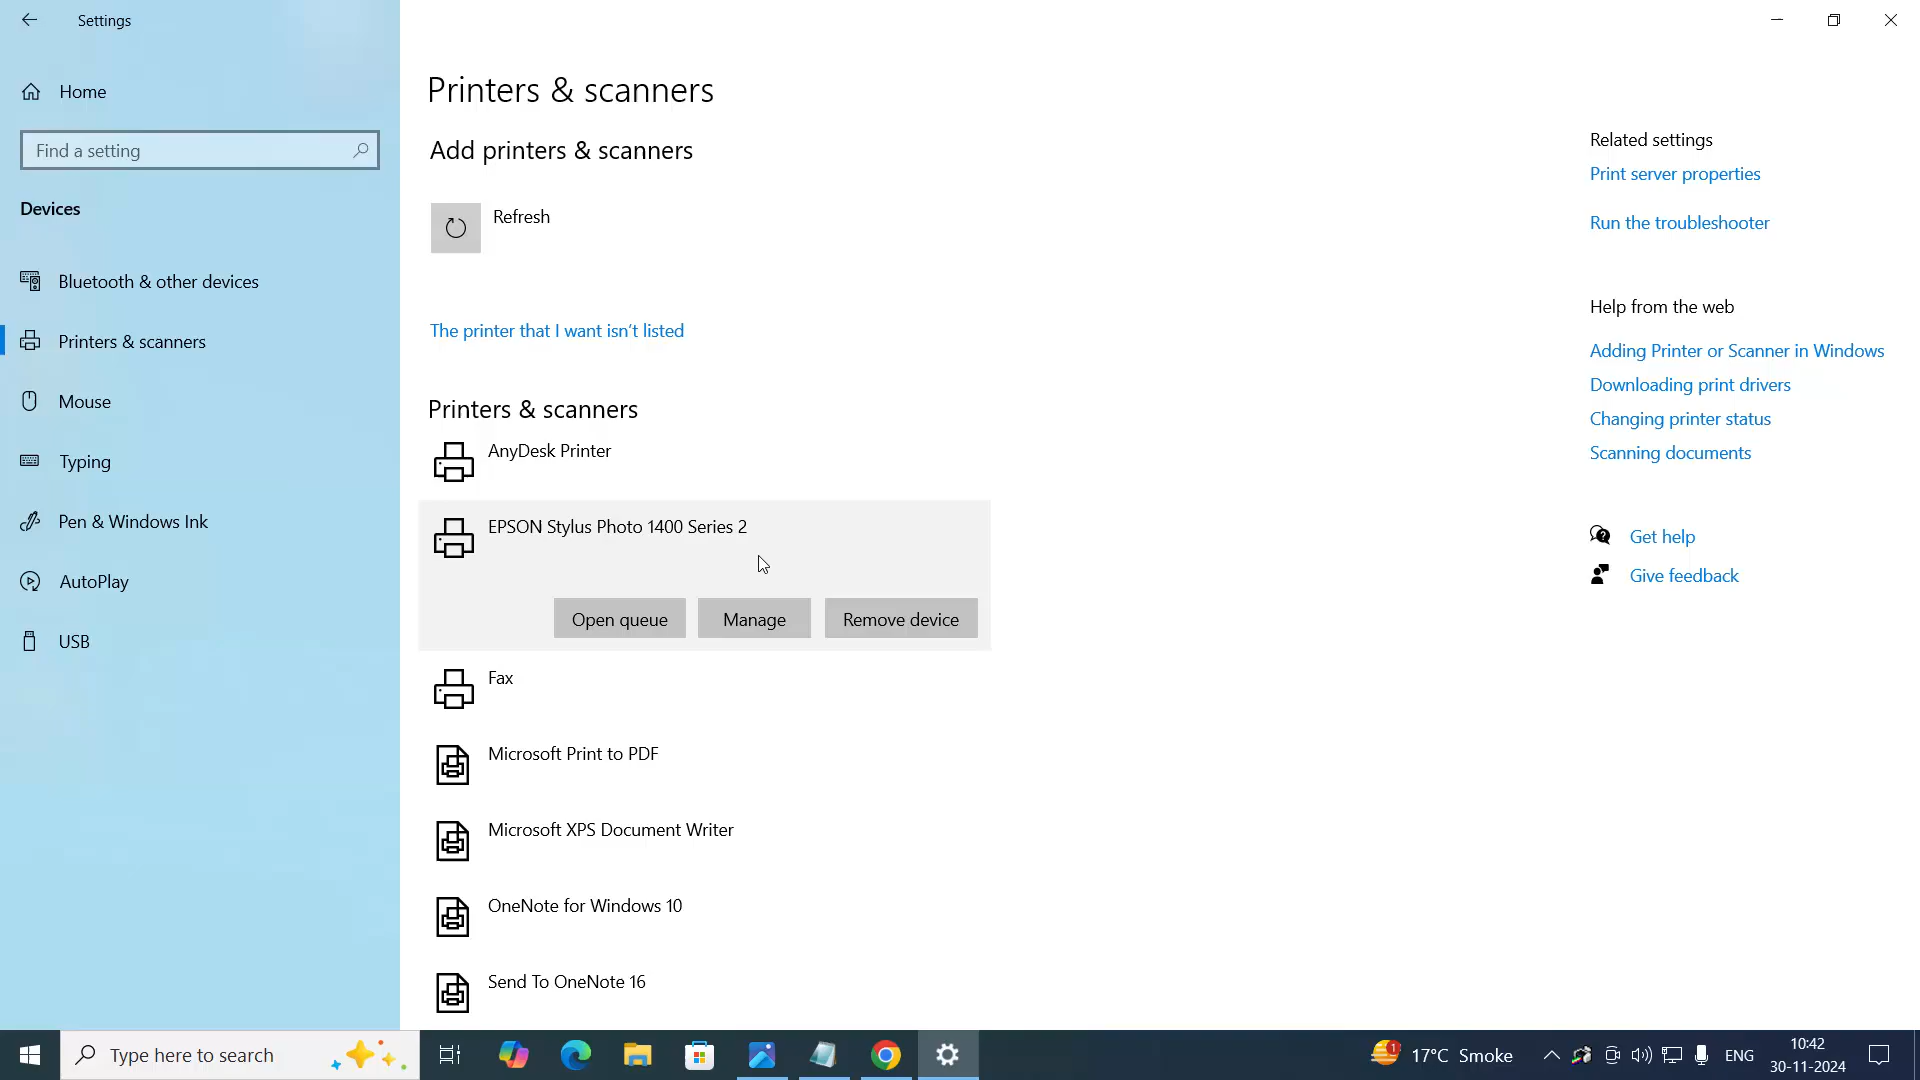 Settings
Home
Find a setting
Devices
Bluetooth & other devices
Printers & scanners
Mouse
Typing
Pen & Windows Ink
AutoPlay
USB
Printers & scanners
Add printers & scanners
Refresh
The printer that I want isn't listed
Printers & scanners
AnyDesk Printer
EPSON Stylus Photo 1400 Series 2
Open queue
Manage
Remove device
Fax
Microsoft Print to PDF
Microsoft XPS Document Writer
OneNote for Windows 10
Send To OneNote 16
Related settings
Print server properties
Run the troubleshooter
Help from the web
Adding Printer or Scanner in Windows
Downloading print drivers
Changing printer status
Scanning documents
Get help
Give feedback
Type here to search
1
17°C Smoke
ENG
10:42
30-11-2024